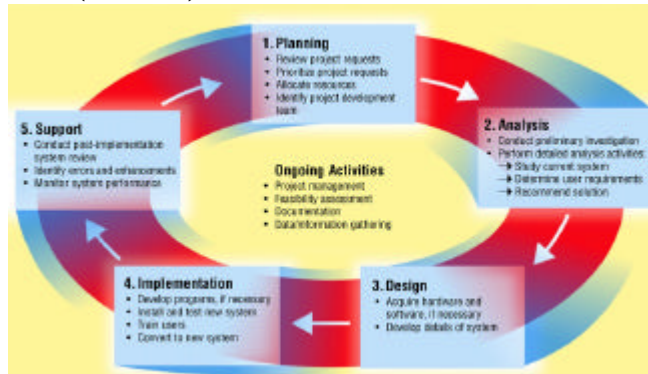 1. Planning
• Review project requests
• Prioritize project requests
• Allocate resources
• Identify project development
team
2. Analysis
• Conduct preliminary investigation
• Perform detailed analysis activities:
→ Study current system
→ Determine user requirements
→ Recommend solution
3. Design
• Acquire hardware and
software, if necessary
• Develop details of system
4. Implementation
• Develop programs, if necessary
• Install and test new system
• Train users
• Convert to new system
5. Support
• Conduct post-implementation
system review
• Identify errors and enhancements
• Monitor system performance
Ongoing Activities
• Project management
• Feasibility assessment
• Documentation
• Data/information gathering